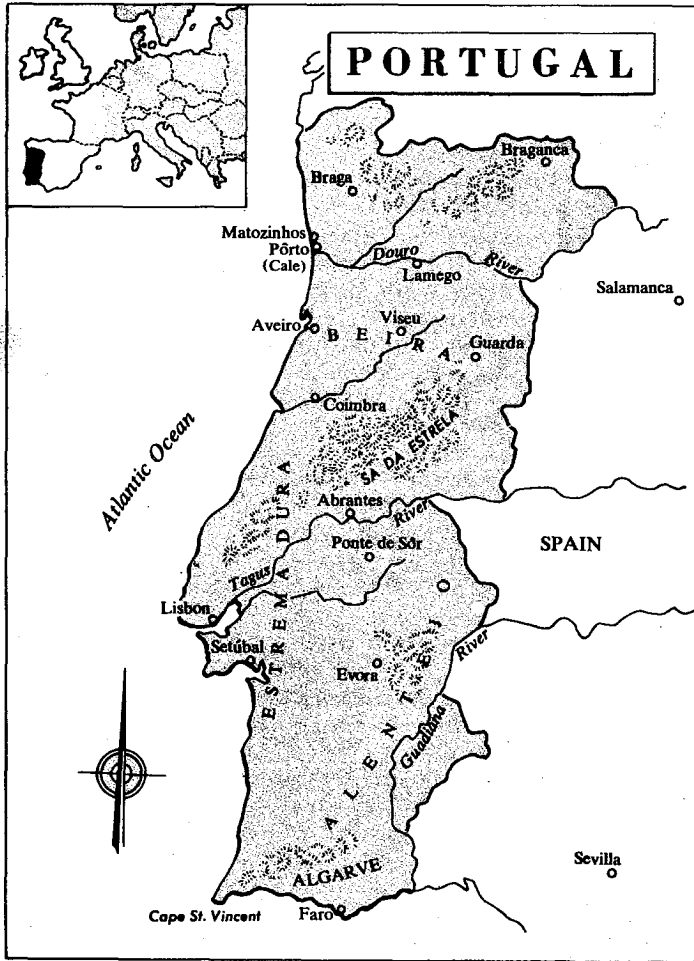 PORTUGAL
Braganca
Braga
Matozinhos
Pôrto
(Cale)
Douro River
Lamego
Salamanca
Aveiro
Viseu
BEIRA
Guarda
Coimbra
Atlantic Ocean
SA DA ESTRELA
ESTREMADURA
Abrantes
Tagus River
Ponte de Sôr
SPAIN
Lisbon
Setúbal
Evora
ALENTEJO
Guadiana River
Sevilla
ALGARVE
Cape St. Vincent
Faro